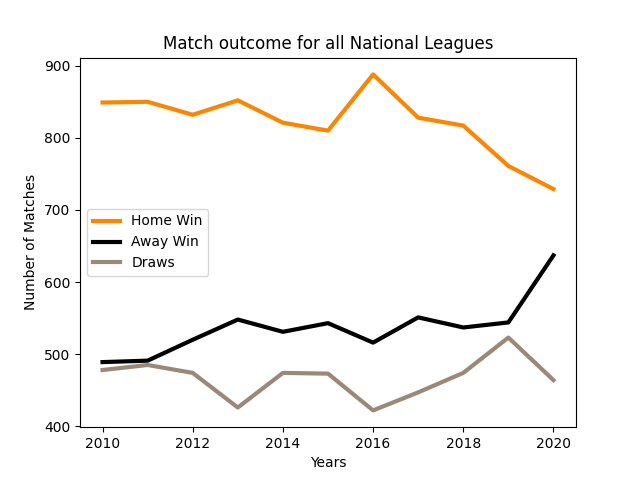 Match outcome for all National Leagues
900
800
700
600
500
400
Number of Matches
Home Win
Away Win
Draws
2010 2012 2014 2016 2018 2020
Years